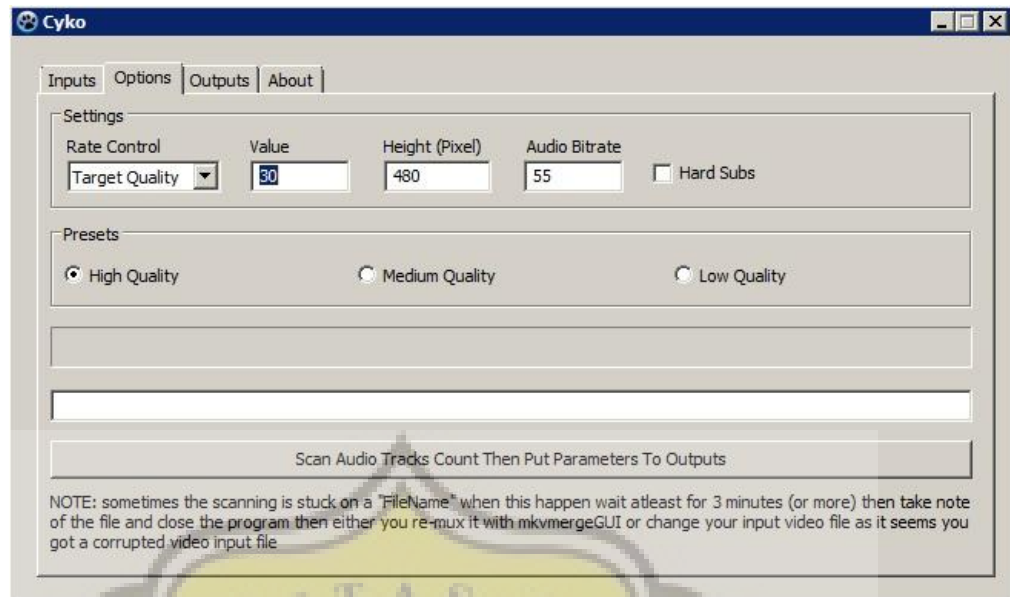 Cyko
Inputs Options Outputs About
Settings
Rate Control Value Height (Pixel) Audio Bitrate
Target Quality 30 480 55 Hard Subs
Presets
High Quality Medium Quality Low Quality
Scan Audio Tracks Count Then Put Parameters To Outputs
NOTE: sometimes the scanning is stuck on a "FileName" when this happen wait atleast for 3 minutes (or more) then take note
of the file and close the program then either you re-mux it with mkvmergeGUI or change your input video file as it seems you
got a corrupted video input file